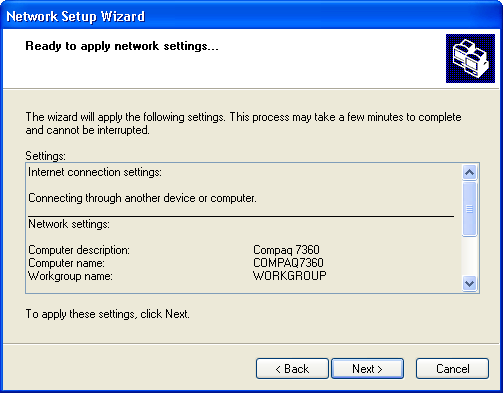 Network Setup Wizard
Ready to apply network settings...
The wizard will apply the following settings. This process may take a few minutes to complete
and cannot be interrupted.
Settings:
Internet connection settings:
Connecting through another device or computer.
Network settings:
Computer description: Compaq 7360
Computer name: COMPAQ7360
Workgroup name: WORKGROUP
To apply these settings, click Next.
< Back Next > Cancel